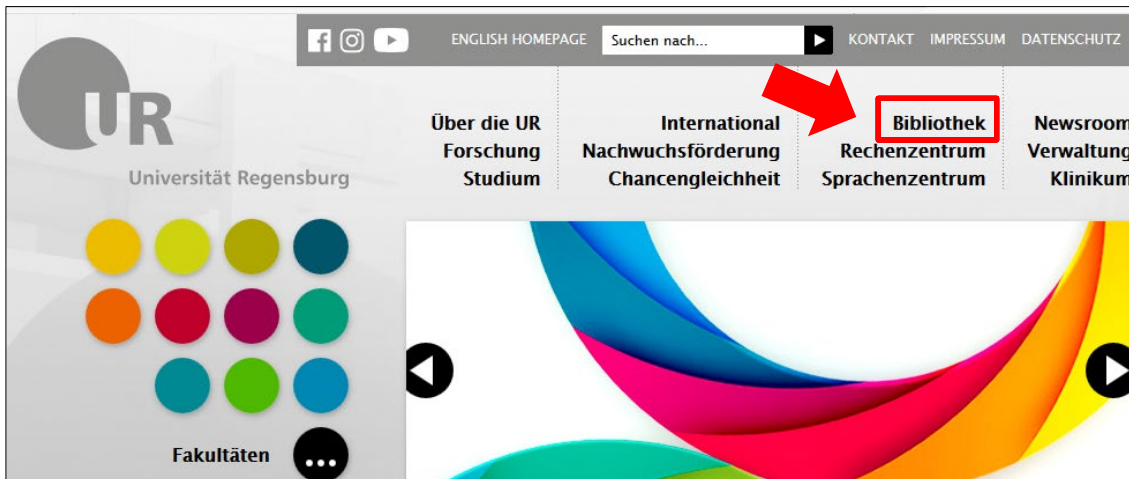 ENGLISH HOMEPAGE Suchen nach... KONTAKT IMPRESSUM DATENSCHUTZ
UR
Universität Regensburg
Über die UR International Bibliothek Newsroom
Forschung Nachwuchsförderung Rechenzentrum Verwaltung
Studium Chancengleichheit Sprachenzentrum Klinikum
Fakultäten ...